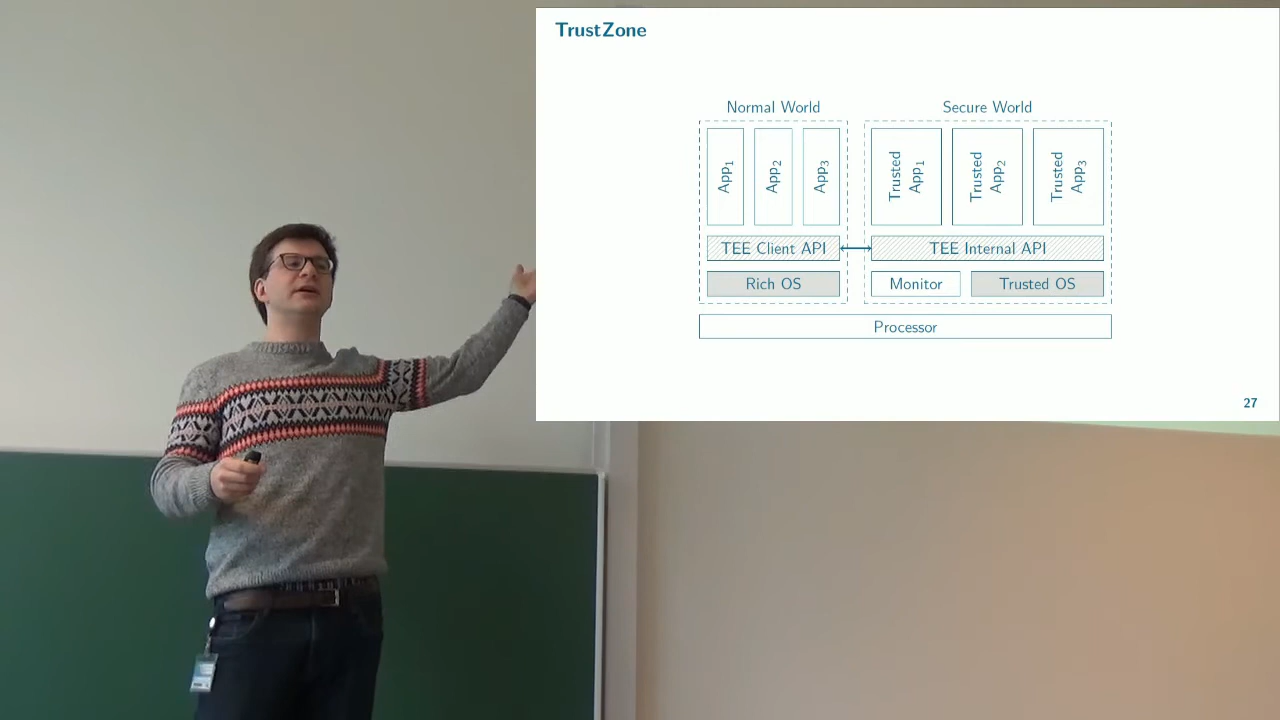 TrustZone
Normal World
Secure World
App1
App2
App3
Trusted
App1
Trusted
App2
Trusted
App3
TEE Client API
TEE Internal API
Rich OS
Monitor
Trusted OS
Processor
27